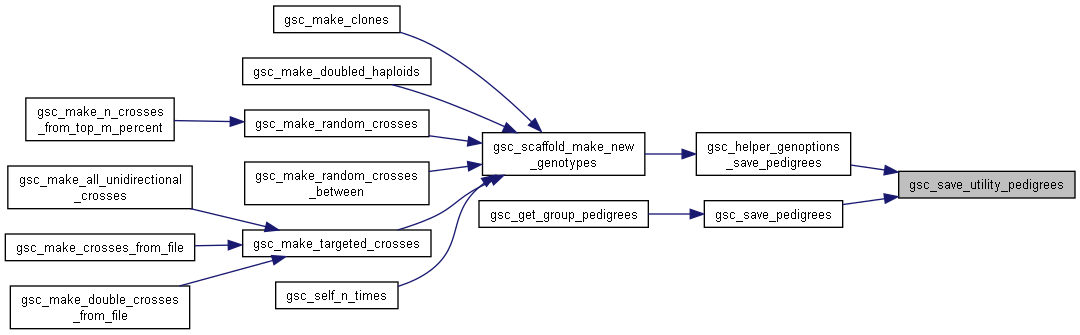 gsc_make_clones
gsc_make_doubled_haploids
gsc_make_n_crosses
_from_top_m_percent
gsc_make_random_crosses
gsc_scaffold_make_new
_genotypes
gsc_helper_genoptions
_save_pedigrees
gsc_make_all_unidirectional
_crosses
gsc_make_random_crosses
_between
gsc_save_utility_pedigrees
gsc_get_group_pedigrees
gsc_save_pedigrees
gsc_make_crosses_from_file
gsc_make_targeted_crosses
gsc_make_double_crosses
_from_file
gsc_self_n_times